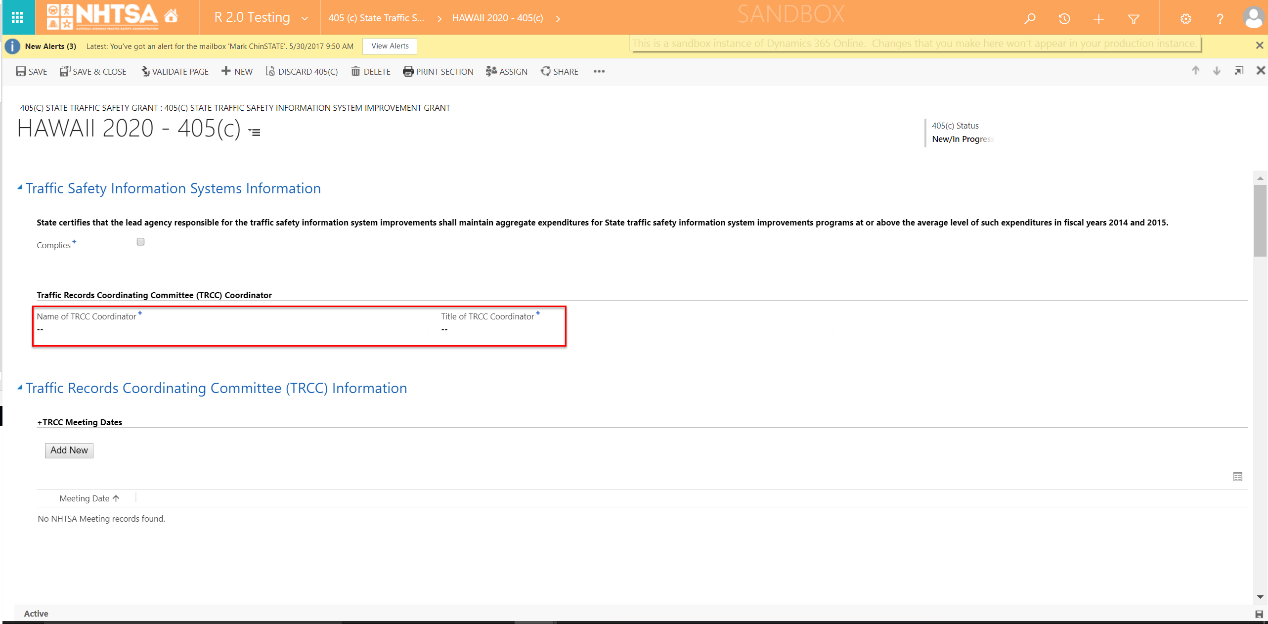 NHTSA
R 2.0 Testing
405 (c) State Traffic S...
HAWAII 2020 - 405(c)
SANDBOX
New Alerts (3)
Latest: You've got an alert for the mailbox 'Mark ChinSTATE', 5/30/2017 9:50 AM
View Alerts
This is a sandbox instance of Dynamics 365 Online. Changes that you make here won't appear in your production instance.
SAVE
SAVE & CLOSE
VALIDATE PAGE
NEW
DISCARD 405(C)
DELETE
PRINT SECTION
ASSIGN
SHARE
405(C) STATE TRAFFIC SAFETY GRANT : 405(C) STATE TRAFFIC SAFETY INFORMATION SYSTEM IMPROVEMENT GRANT
HAWAII 2020 - 405(c)
405(c) Status
New/In Progress
Traffic Safety Information Systems Information
State certifies that the lead agency responsible for the traffic safety information system improvements shall maintain aggregate expenditures for State traffic safety information system improvements programs at or above the average level of such expenditures in fiscal years 2014 and 2015.
Complies+
Traffic Records Coordinating Committee (TRCC) Coordinator
Name of TRCC Coordinator+
Title of TRCC Coordinator*
--
--
Traffic Records Coordinating Committee (TRCC) Information
+TRCC Meeting Dates
Add New
Meeting Date
No NHTSA Meeting records found.
Active